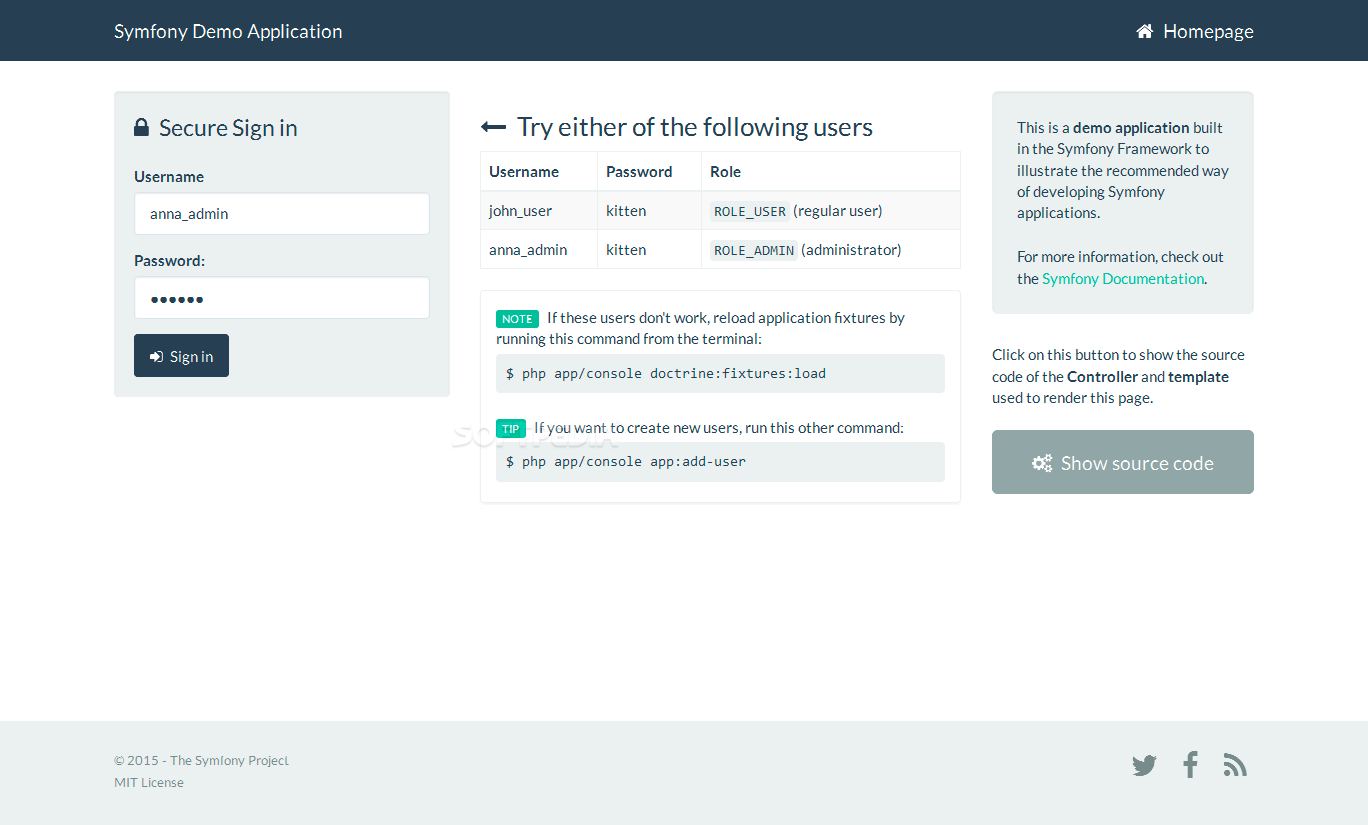 Symfony Demo Application
Homepage
Secure Sign in
Username
anna_admin
Password:
••••••
Sign in
Try either of the following users
Username Password Role
john_user kitten ROLE_USER (regular user)
anna_admin kitten ROLE_ADMIN (administrator)
NOTE If these users don't work, reload application fixtures by
running this command from the terminal:
$ php app/console doctrine:fixtures:load
TIP If you want to create new users, run this other command:
$ php app/console app:add-user
SOFTPEDIA
This is a demo application built
in the Symfony Framework to
illustrate the recommended way
of developing Symfony
applications.
For more information, check out
the Symfony Documentation.
Click on this button to show the source
code of the Controller and template
used to render this page.
Show source code
© 2015 - The Symfony Project
MIT License